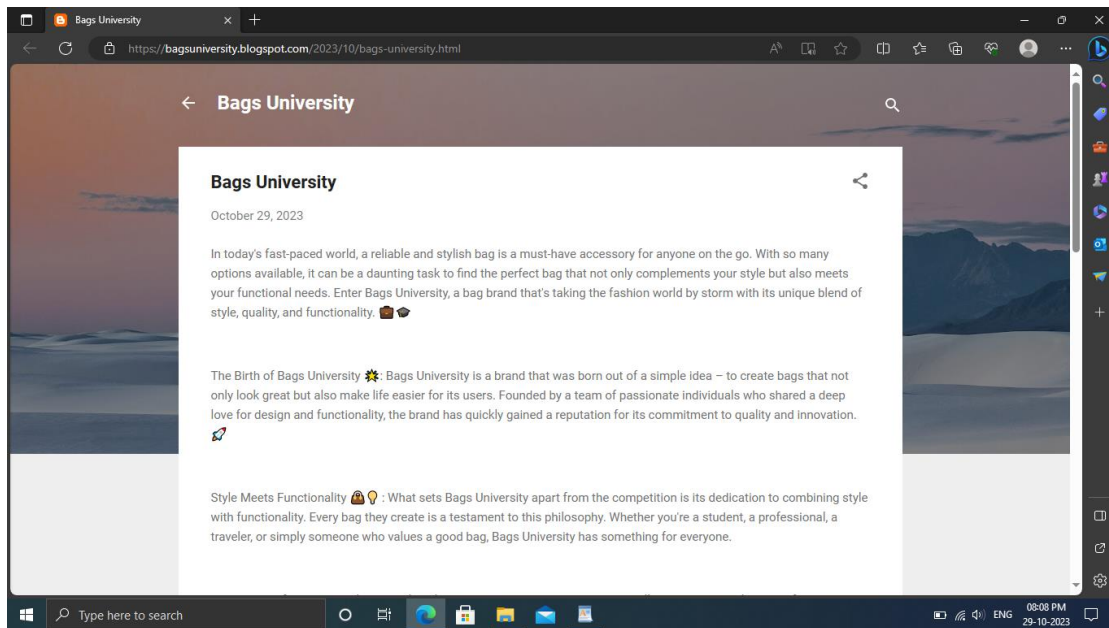 Bags University
https://bagsuniversity.blogspot.com/2023/10/bags-university.html
Bags University
Bags University
October 29, 2023
In today's fast-paced world, a reliable and stylish bag is a must-have accessory for anyone on the go. With so many
options available, it can be a daunting task to find the perfect bag that not only complements your style but also meets
your functional needs. Enter Bags University, a bag brand that's taking the fashion world by storm with its unique blend of
style, quality, and functionality. 💼🎓
The Birth of Bags University 🌟: Bags University is a brand that was born out of a simple idea – to create bags that not
only look great but also make life easier for its users. Founded by a team of passionate individuals who shared a deep
love for design and functionality, the brand has quickly gained a reputation for its commitment to quality and innovation.
🚀
Style Meets Functionality 👜💡 : What sets Bags University apart from the competition is its dedication to combining style
with functionality. Every bag they create is a testament to this philosophy. Whether you're a student, a professional, a
traveler, or simply someone who values a good bag, Bags University has something for everyone.
Type here to search
ENG
08:08 PM
29-10-2023